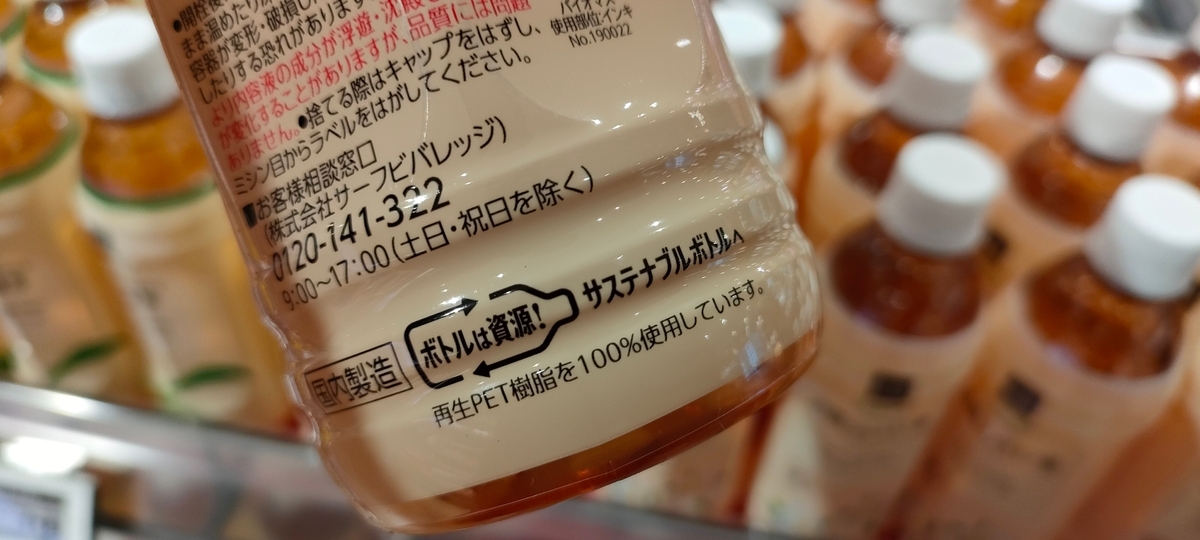 まま温めたり
容器が変形・破損し
したりする恐れがあります
より内容液の成分が浮遊・沈殿
が変化することがありますが、品質には問題
ありません。●捨てる際はキャップをはずし、
ミシン目からラベルをはがしてください。
バイオマス
使用部位:インキ
No.190022
■お客様相談窓口
(株式会社サーフビバレッジ)
0120-141-322
9:00~17:00(土日・祝日を除く)
国内製造
ボトルは資源!
サステナブルボトルへ
再生PET樹脂を100%使用しています。